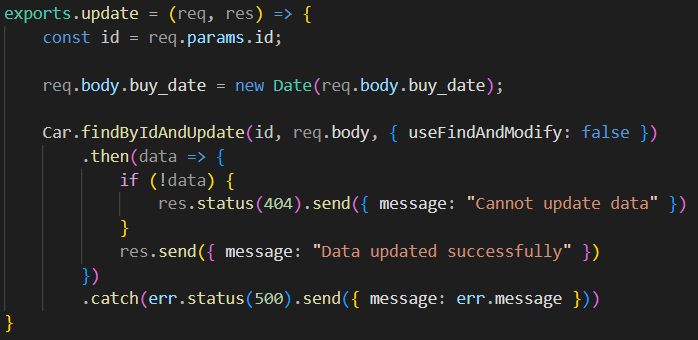 exports.update = (req, res) => {
    const id = req.params.id;

    req.body.buy_date = new Date(req.body.buy_date);

    Car.findByIdAndUpdate(id, req.body, { useFindAndModify: false })
        .then(data => {
            if (!data) {
                res.status(404).send({ message: "Cannot update data" })
            }
            res.send({ message: "Data updated successfully" })
        })
        .catch(err.status(500).send({ message: err.message }))
}